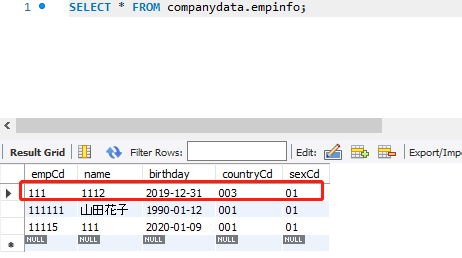 1 SELECT * FROM companydata.empinfo;
Result Grid Filter Rows: Edit: Export/Impo
empCd name birthday countryCd sexCd
111 1112 2019-12-31 003 01
111111 山田花子 1990-01-12 001 01
11115 111 2020-01-09 001 01
NULL NULL NULL NULL NULL